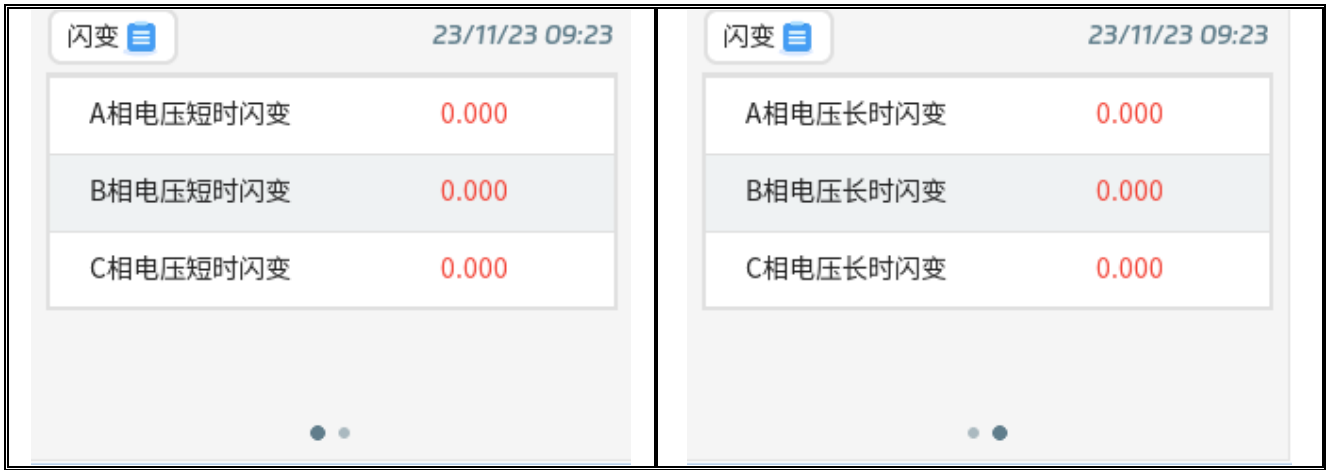 闪变 23/11/23 09:23
A相电压短时闪变 0.000
B相电压短时闪变 0.000
C相电压短时闪变 0.000
闪变 23/11/23 09:23
A相电压长时闪变 0.000
B相电压长时闪变 0.000
C相电压长时闪变 0.000